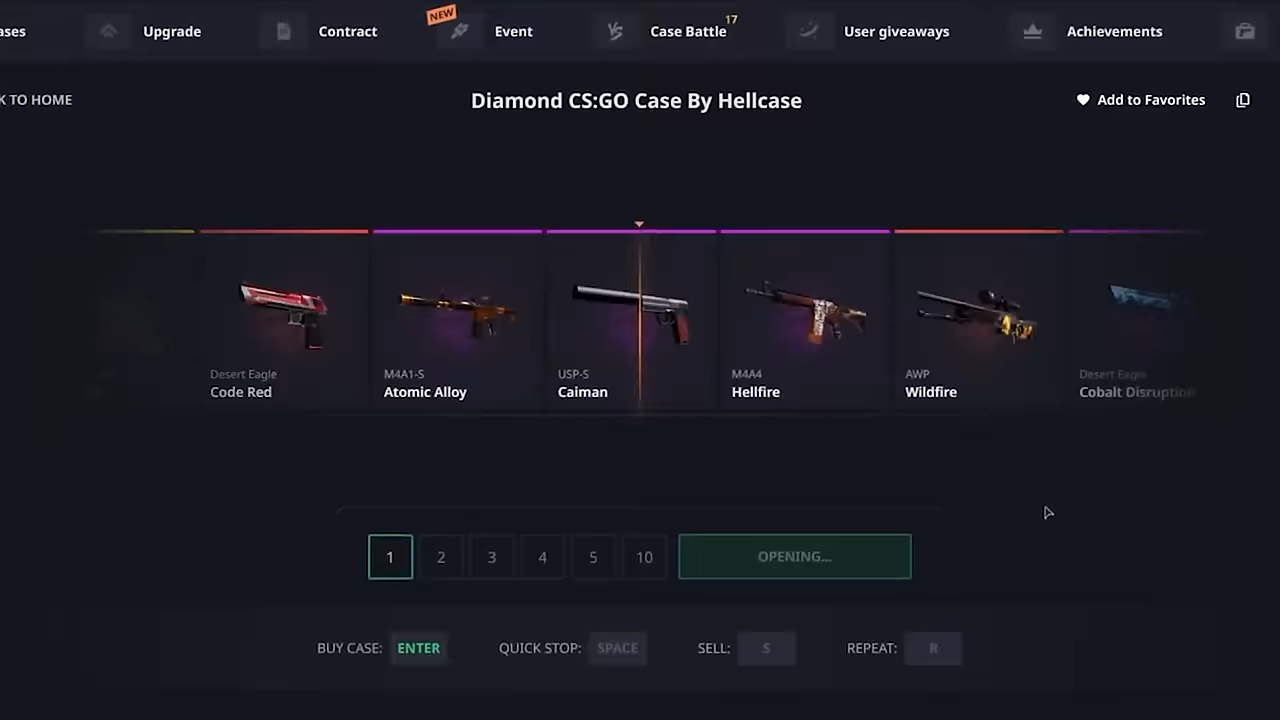 ases Upgrade Contract NEW Event Case Battle 17 User giveaways Achievements
K TO HOME
Diamond CS:GO Case By Hellcase
Add to Favorites
Desert Eagle
Code Red
M4A1-S
Atomic Alloy
USP-S
Caiman
M4A4
Hellfire
AWP
Wildfire
Desert Eagle
Cobalt Disruption
1 2 3 4 5 10 OPENING...
BUY CASE: ENTER QUICK STOP: SPACE SELL: S REPEAT: R